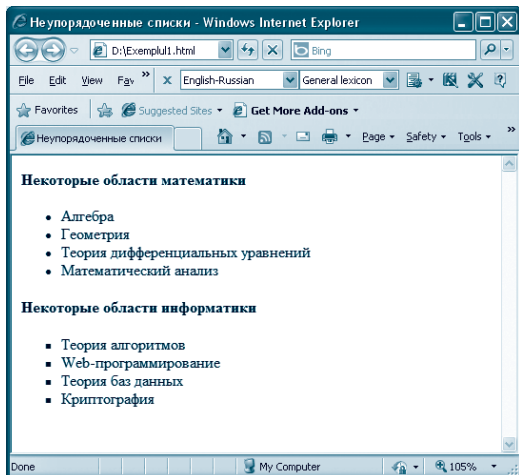 Неупорядоченные списки - Windows Internet Explorer
D:\Exemplul1.html
Bing
File Edit View Fav » x English-Russian General lexicon
Favorites Suggested Sites Get More Add-ons
Неупорядоченные списки Page Safety Tools »
Некоторые области математики
• Алгебра
• Геометрия
• Теория дифференциальных уравнений
• Математический анализ
Некоторые области информатики
▪ Теория алгоритмов
▪ Web-программирование
▪ Теория баз данных
▪ Криптография
Done My Computer 105%